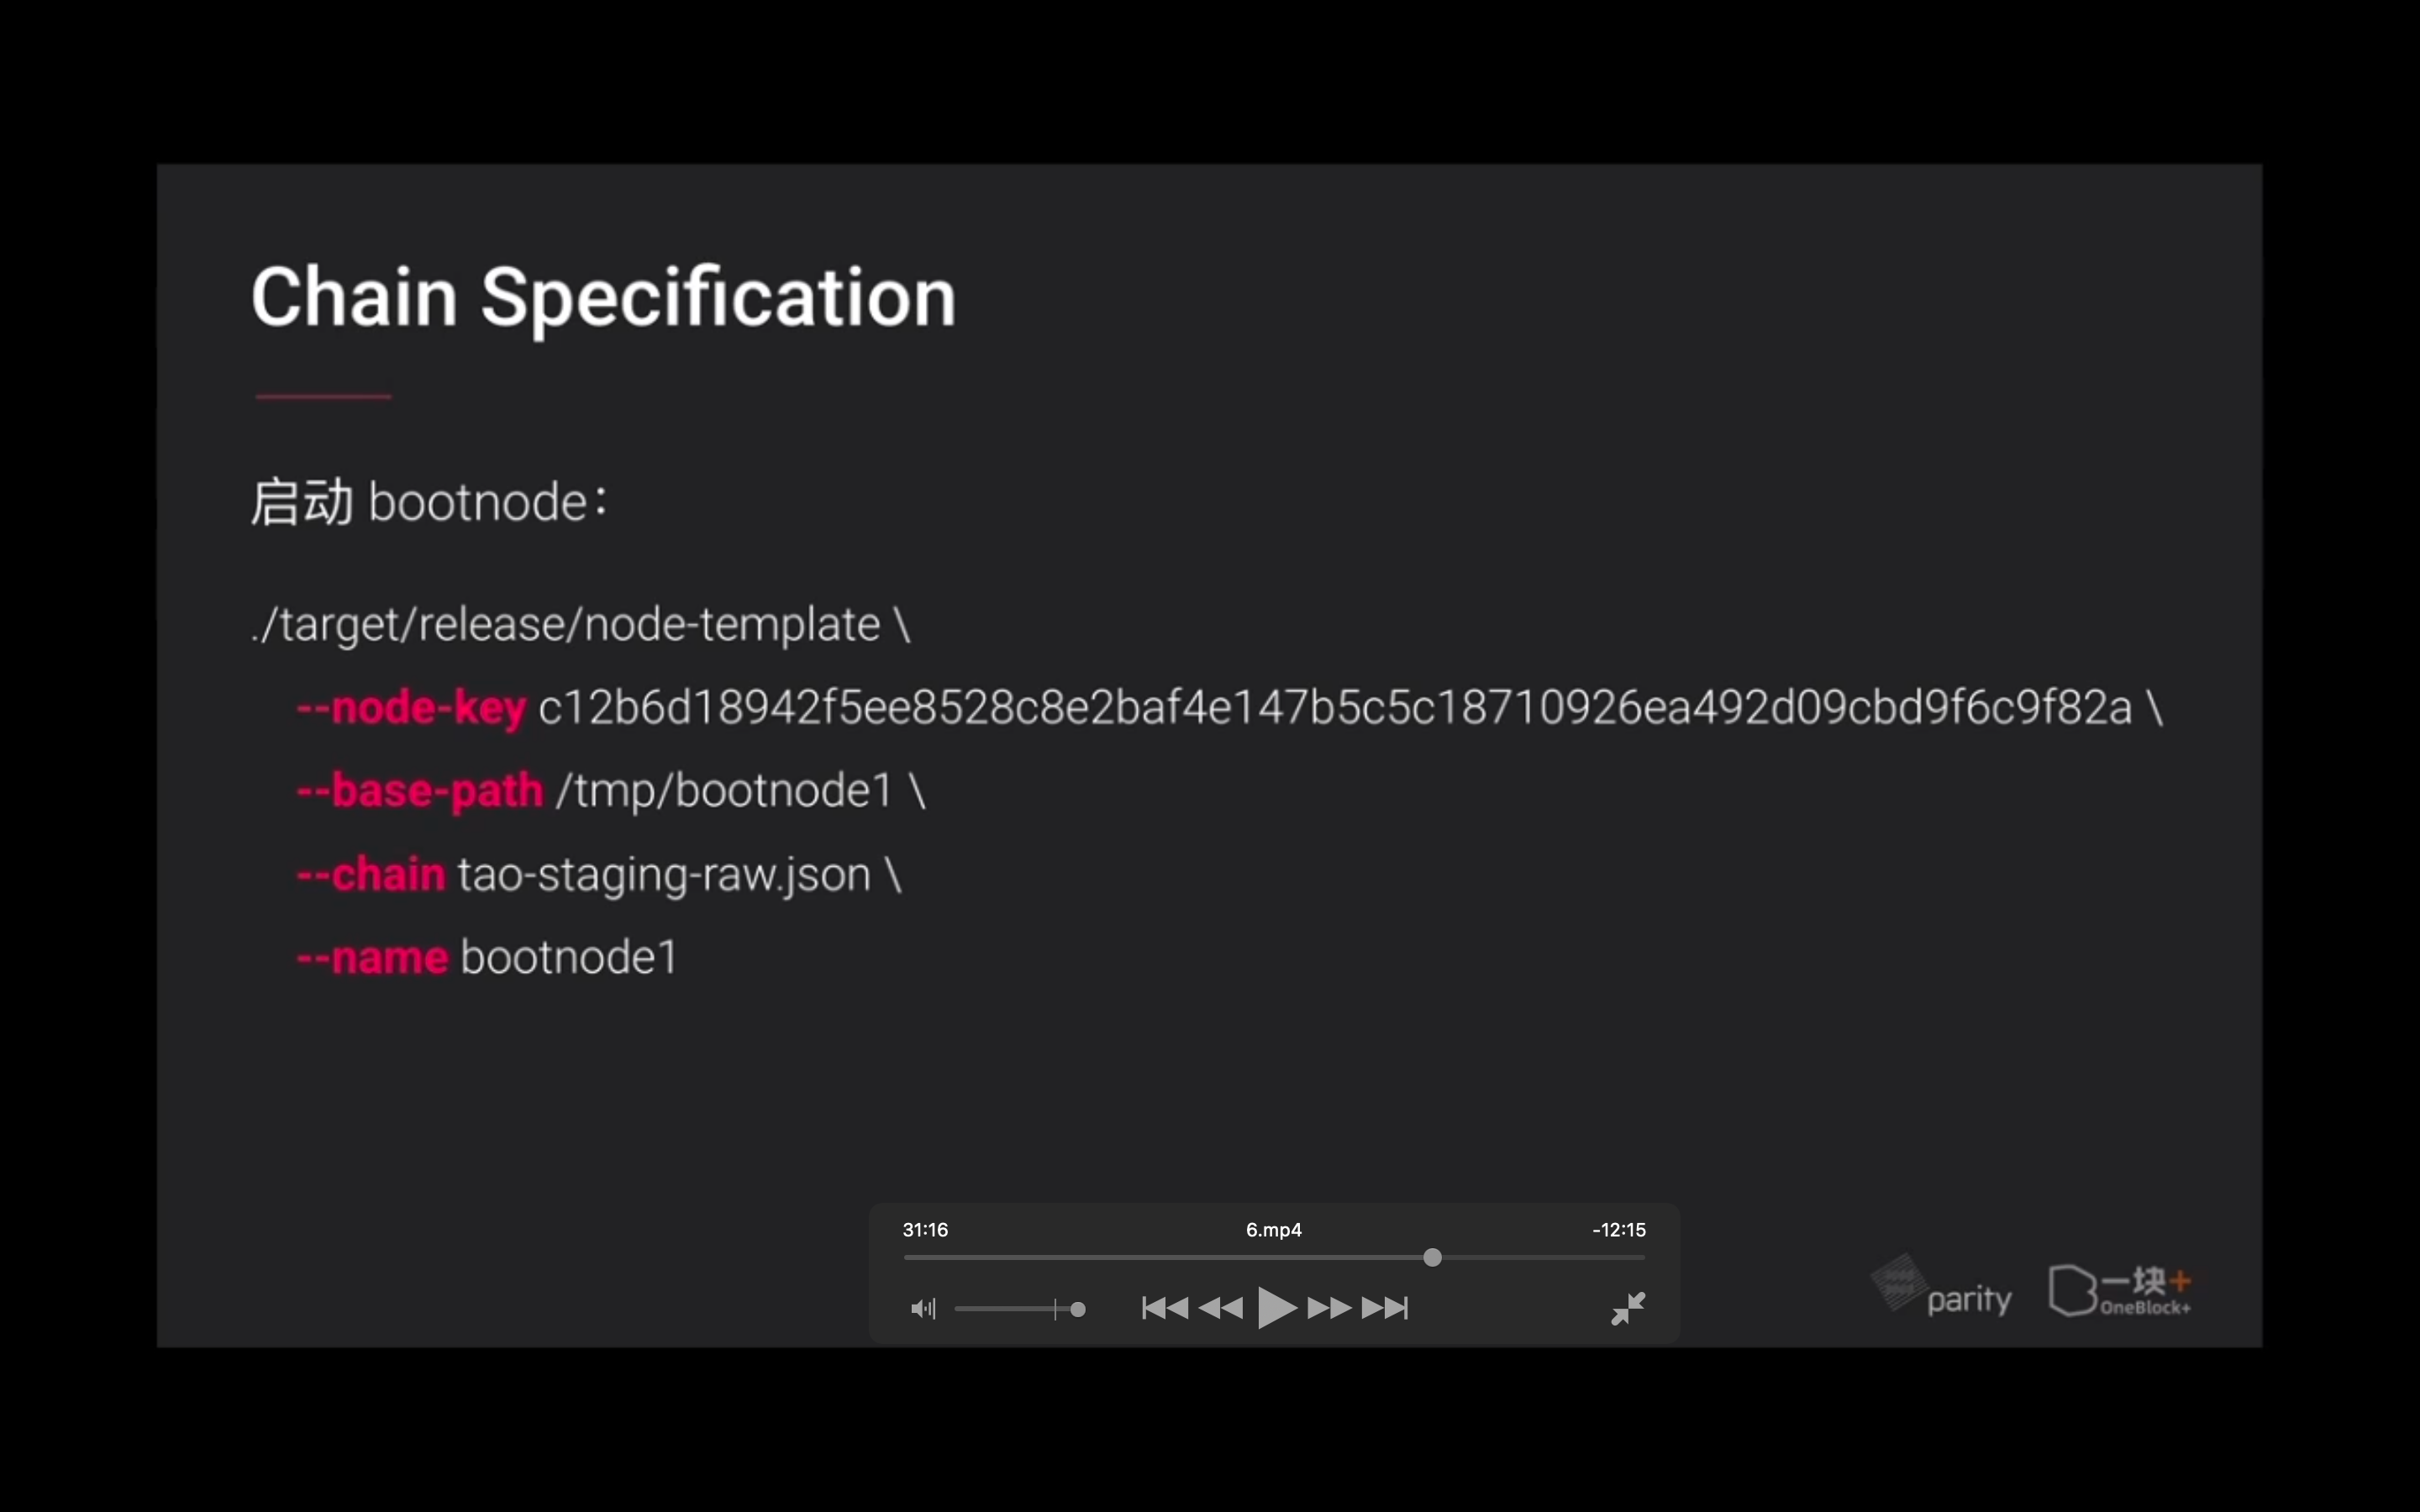 Chain Specification
启动 bootnode：
./target/release/node-template \
--node-key c12b6d18942f5ee8528c8e2baf4e147b5c5c18710926ea492d09cbd9f6c9f82a \
--base-path /tmp/bootnode1 \
--chain tao-staging-raw.json \
--name bootnode1
31:16 6.mp4 -12:15
parity 一块+
OneBlock+